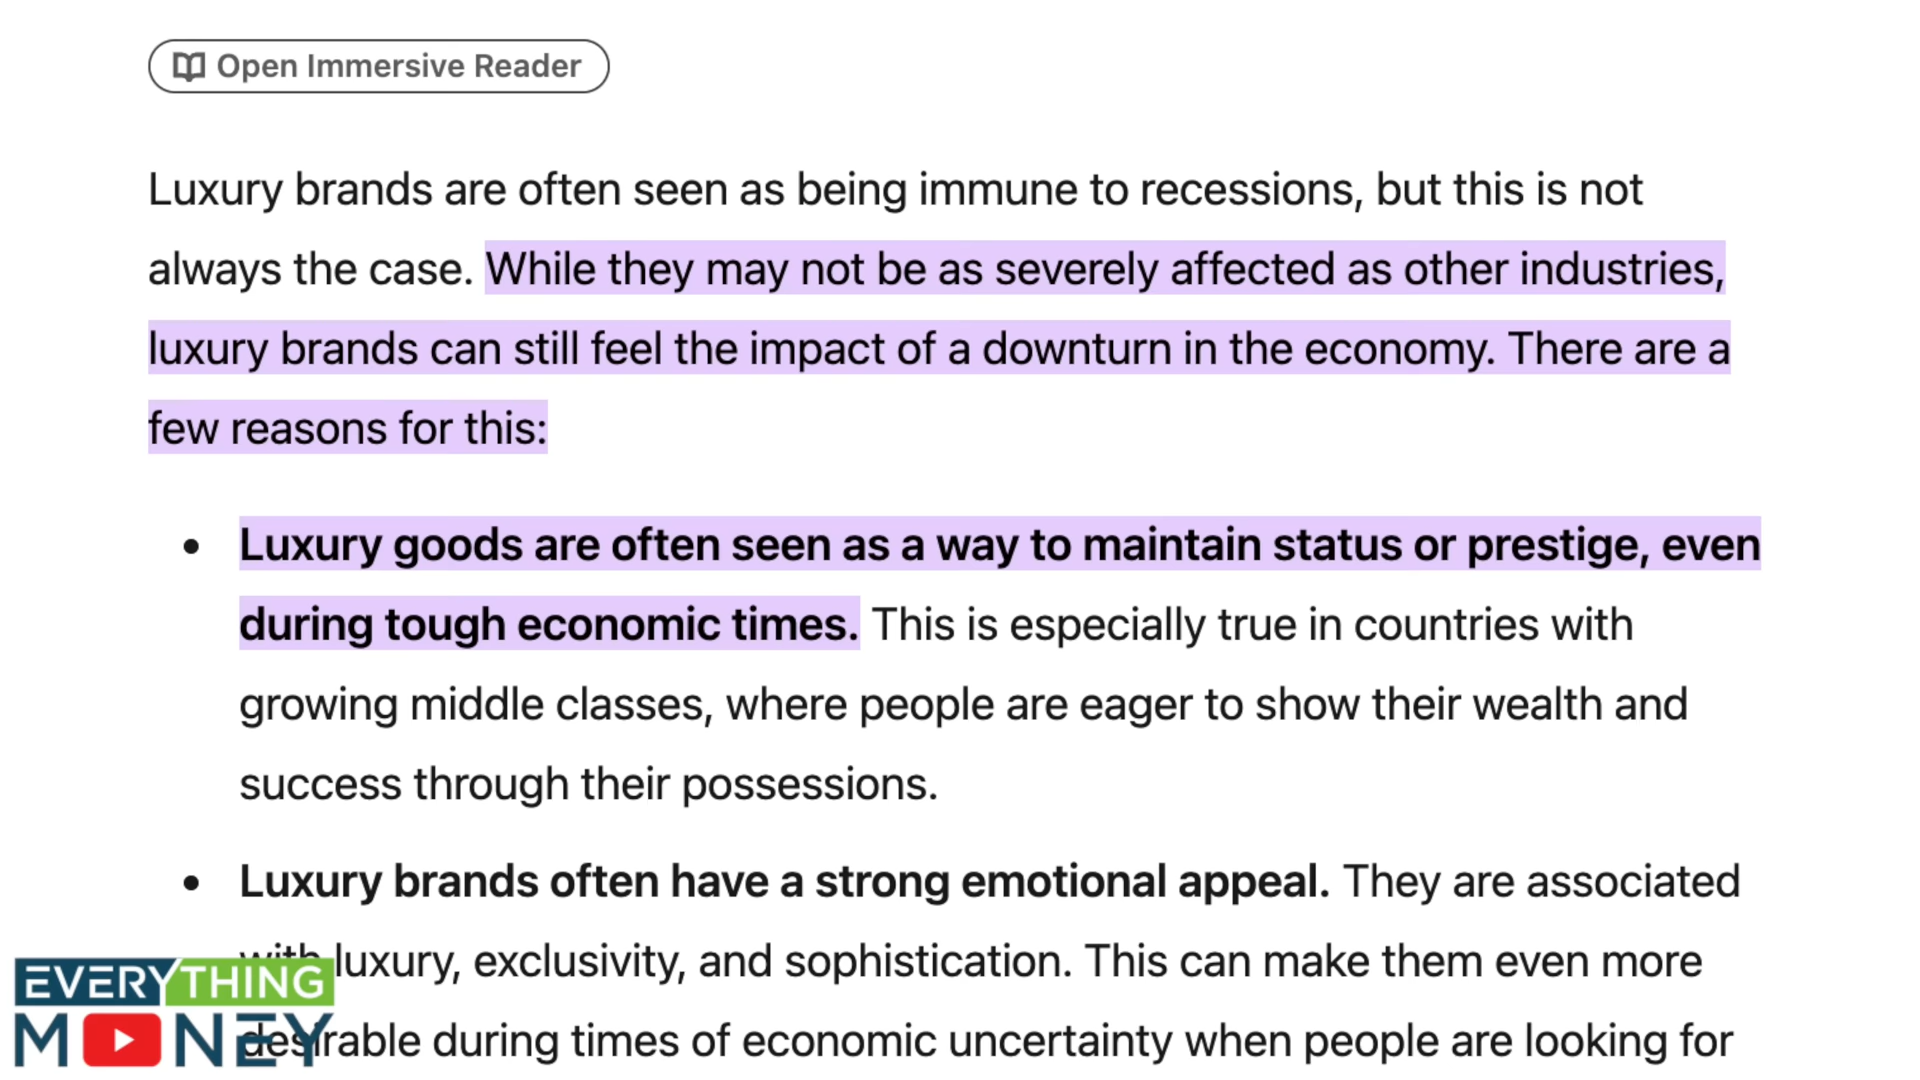 Open Immersive Reader
Luxury brands are often seen as being immune to recessions, but this is not
always the case. While they may not be as severely affected as other industries,
luxury brands can still feel the impact of a downturn in the economy. There are a
few reasons for this:
• Luxury goods are often seen as a way to maintain status or prestige, even
during tough economic times. This is especially true in countries with
growing middle classes, where people are eager to show their wealth and
success through their possessions.
• Luxury brands often have a strong emotional appeal. They are associated
with luxury, exclusivity, and sophistication. This can make them even more
desirable during times of economic uncertainty when people are looking for
EVERYTHING
MONEY